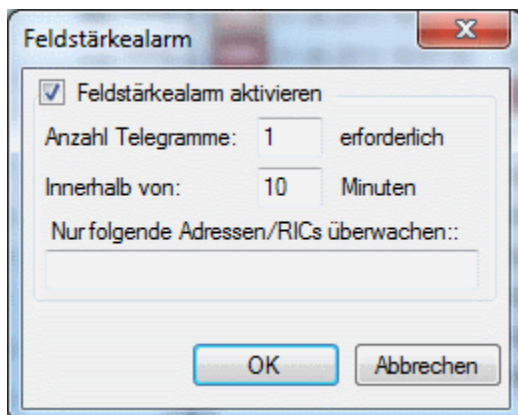 Feldstärkealarm
Feldstärkealarm aktivieren
Anzahl Telegramme: 1 erforderlich
Innerhalb von: 10 Minuten
Nur folgende Adressen/RICs überwachen::
OK Abbrechen